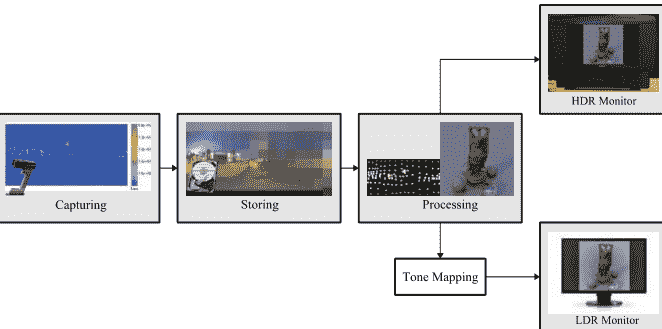 HDR Monitor
Capturing
Storing
Processing
Tone Mapping
LDR Monitor